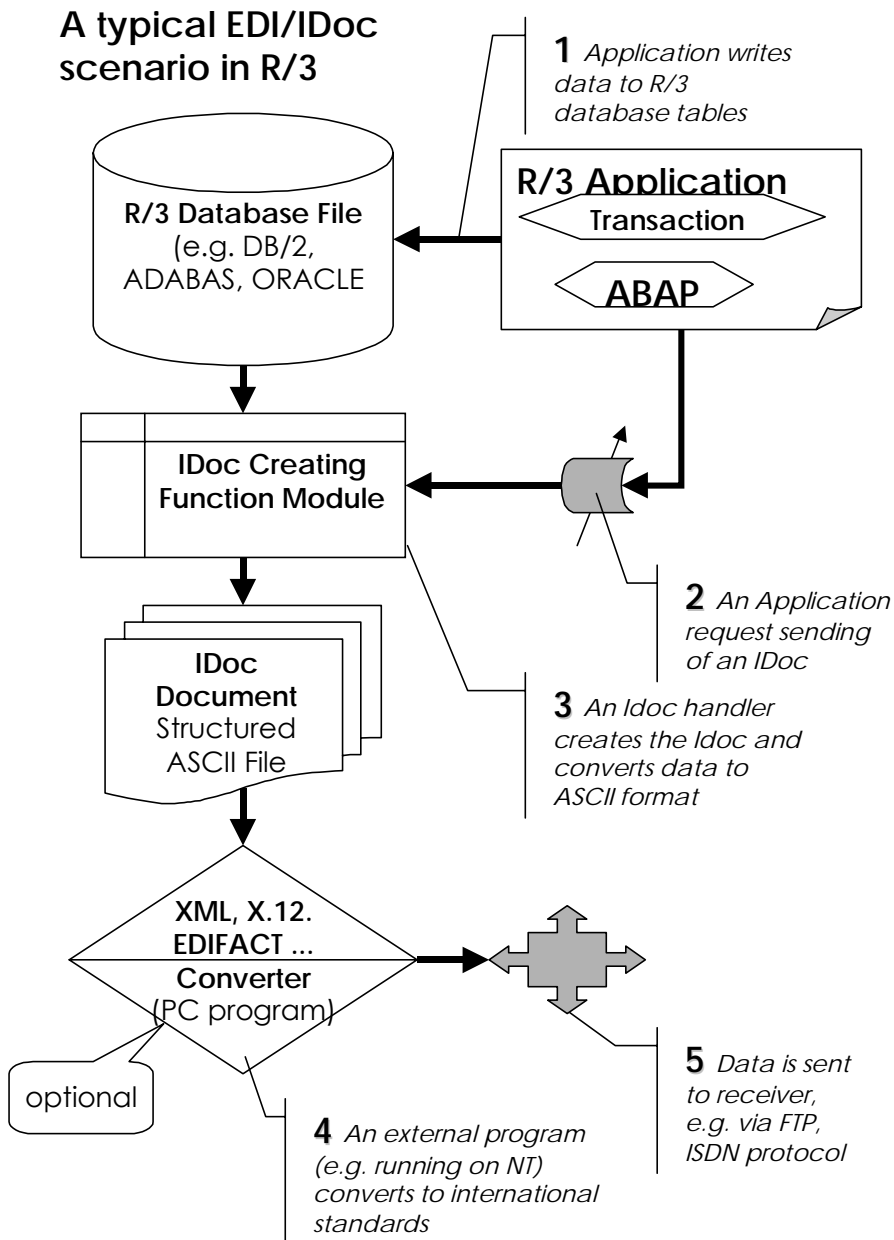 A typical EDI/IDoc
scenario in R/3
1 Application writes
data to R/3
database tables
R/3 Database File
(e.g. DB/2,
ADABAS, ORACLE
R/3 Application
Transaction
ABAP
IDoc Creating
Function Module
2 An Application
request sending
of an IDoc
IDoc
Document
Structured
ASCII File
3 An Idoc handler
creates the Idoc and
converts data to
ASCII format
XML, X.12.
EDIFACT ...
Converter
(PC program)
optional
4 An external program
(e.g. running on NT)
converts to international
standards
5 Data is sent
to receiver,
e.g. via FTP,
ISDN protocol